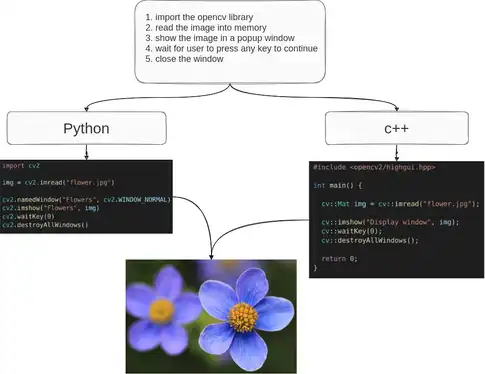 1. import the opencv library
2. read the image into memory
3. show the image in a popup window
4. wait for user to press any key to continue
5. close the window
Python
import cv2
img = cv2.imread("flower.jpg")
cv2.namedWindow("Flowers", cv2.WINDOW_NORMAL)
cv2.imshow("Flowers", img)
cv2.waitKey(0)
cv2.destroyAllWindows()
c++
#include <opencv2/highgui.hpp>
int main() {
cv::Mat img = cv::imread("flower.jpg");
cv::imshow("Display window", img);
cv::waitKey(0);
cv::destroyAllWindows();
return 0;
}